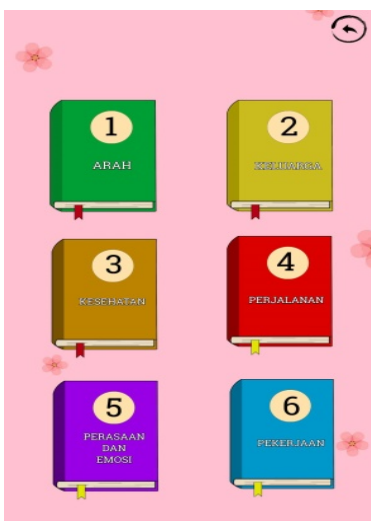 1
ARAH
2
KELUARGA
3
KESEHATAN
4
PERJALANAN
5
PERASAAN
DAN
EMOSI
6
PEKERJAAN